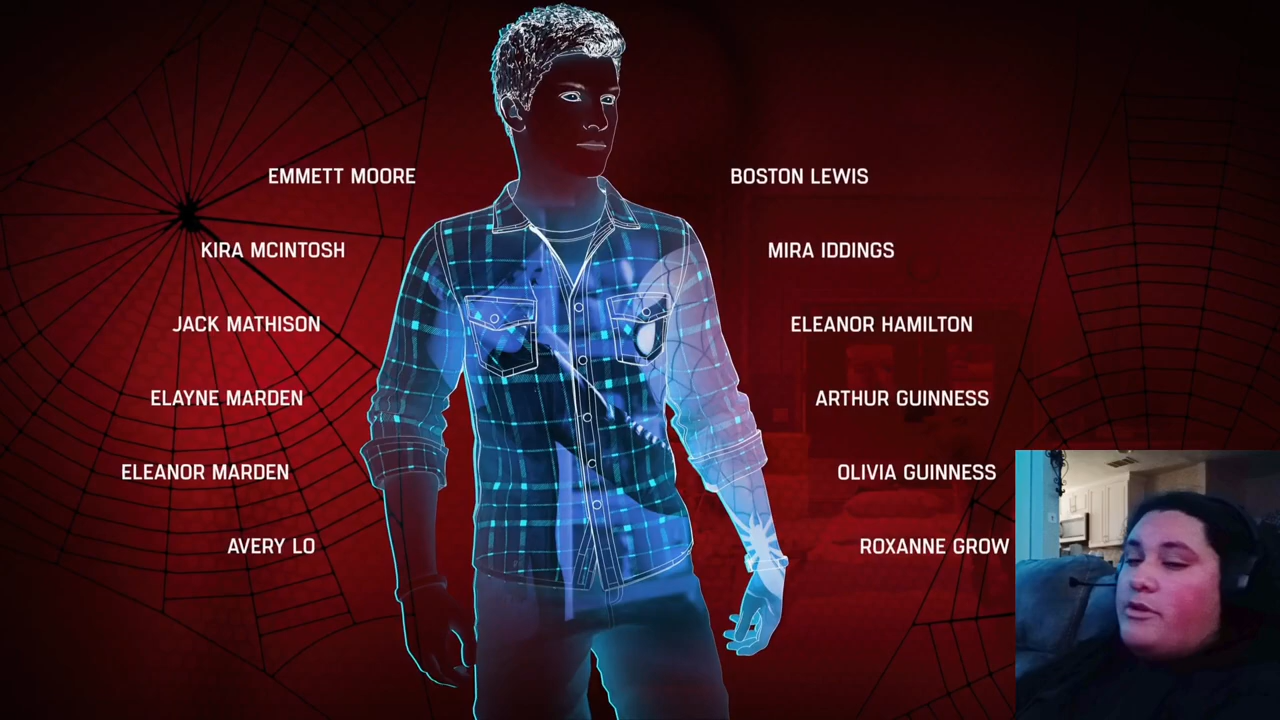 EMMETT MOORE
BOSTON LEWIS
KIRA MCINTOSH
MIRA IDDINGS
JACK MATHISON
ELEANOR HAMILTON
ELAYNE MARDEN
ARTHUR GUINNESS
ELEANOR MARDEN
OLIVIA GUINNESS
AVERY LO
ROXANNE GROW